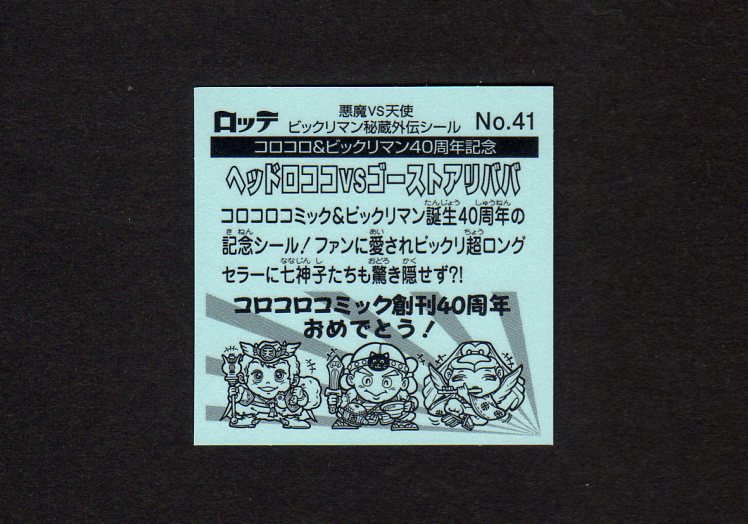 ロッテ
悪魔VS天使
ビックリマン秘蔵外伝シール
No.41
コロコロ&ビックリマン40周年記念
ヘッドロココvsゴーストアリババ
コロコロコミック&ビックリマン誕生40周年の
記念シール!ファンに愛されビックリ超ロング
セラーに七神子たちも驚き隠せず?!
コロコロコミック創刊40周年
おめでとう!